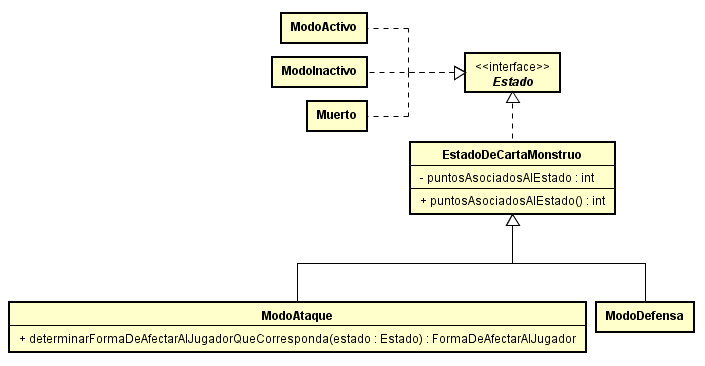 ModoActivo
<<interface>>
Estado
ModoInactivo
Muerto
EstadoDeCartaMonstruo
- puntosAsociadosAlEstado : int
+ puntosAsociadosAlEstado() : int
ModoAtaque
+ determinarFormaDeAfectarAlJugadorQueCorresponda(estado : Estado) : FormaDeAfectarAlJugador
ModoDefensa